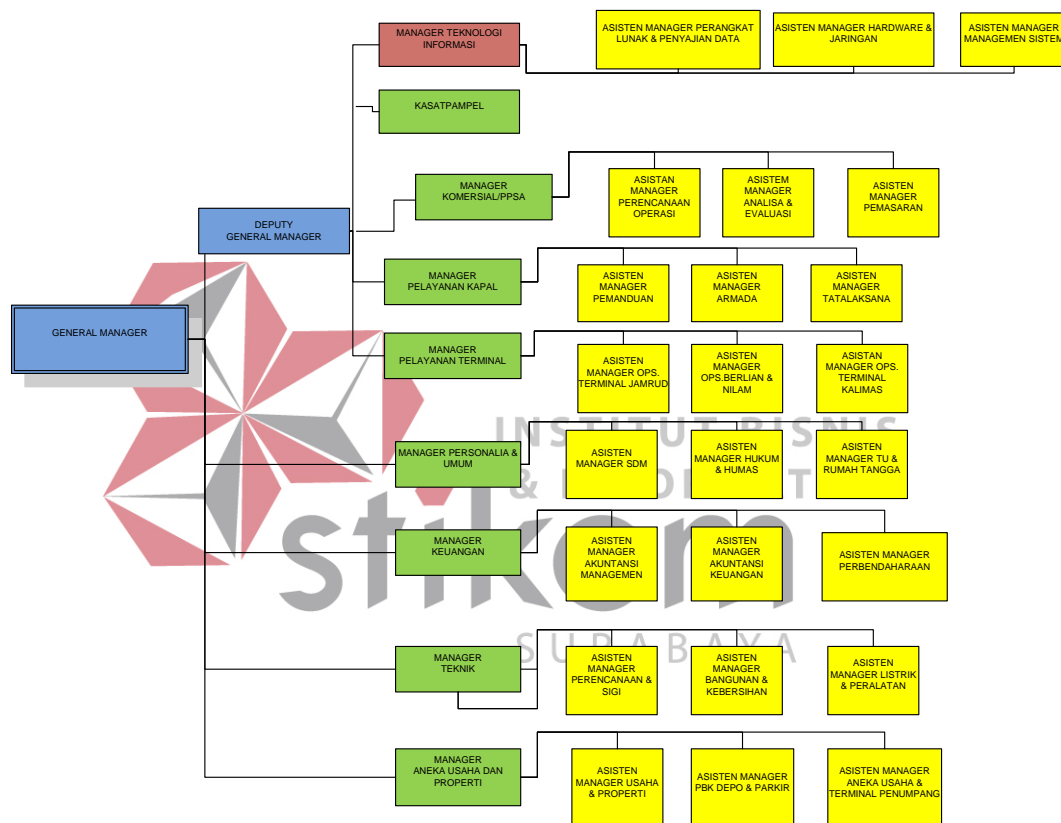 MANAGER TEKNOLOGI
INFORMASI
ASISTEN MANAGER PERANGKAT
LUNAK & PENYAJIAN DATA
ASISTEN MANAGER HARDWARE &
JARINGAN
ASISTEN MANAGER
MANAGEMEN SISTEM
KASATPAMPEL
MANAGER
KOMERSIAL/PPSA
ASISTAN
MANAGER
PERENCANAAN
OPERASI
ASISTEM
MANAGER
ANALISA &
EVALUASI
ASISTEN
MANAGER
PEMASARAN
DEPUTY
GENERAL MANAGER
MANAGER
PELAYANAN KAPAL
ASISTEN
MANAGER
PEMANDUAN
ASISTEN
MANAGER
ARMADA
ASISTEN
MANAGER
TATALAKSANA
GENERAL MANAGER
MANAGER
PELAYANAN TERMINAL
ASISTEN
MANAGER OPS.
TERMINAL JAMRUD
ASISTEN
MANAGER
OPS.BERLIAN &
NILAM
ASISTAN
MANAGER OPS.
TERMINAL
KALIMAS
INSTITUT BISNIS
MANAGER PERSONALIA &
UMUM
ASISTEN
MANAGER SDM
ASISTEN
MANAGER HUKUM
& HUMAS
ASISTEN
MANAGER TU &
RUMAH TANGGA
MANAGER
KEUANGAN
ASISTEN
MANAGER
AKUNTANSI
MANAGEMEN
ASISTEN
MANAGER
AKUNTANSI
KEUANGAN
ASISTEN MANAGER
PERBENDAHARAAN
stikom
SURABAYA
MANAGER
TEKNIK
ASISTEN
MANAGER
PERENCANAAN &
SIGI
ASISTEN
MANAGER
BANGUNAN &
KEBERSIHAN
ASISTEN
MANAGER LISTRIK
& PERALATAN
MANAGER
ANEKA USAHA DAN
PROPERTI
ASISTEN
MANAGER USAHA
& PROPERTI
ASISTEN MANAGER
PBK DEPO & PARKIR
ASISTEN MANAGER
ANEKA USAHA &
TERMINAL PENUMPANG